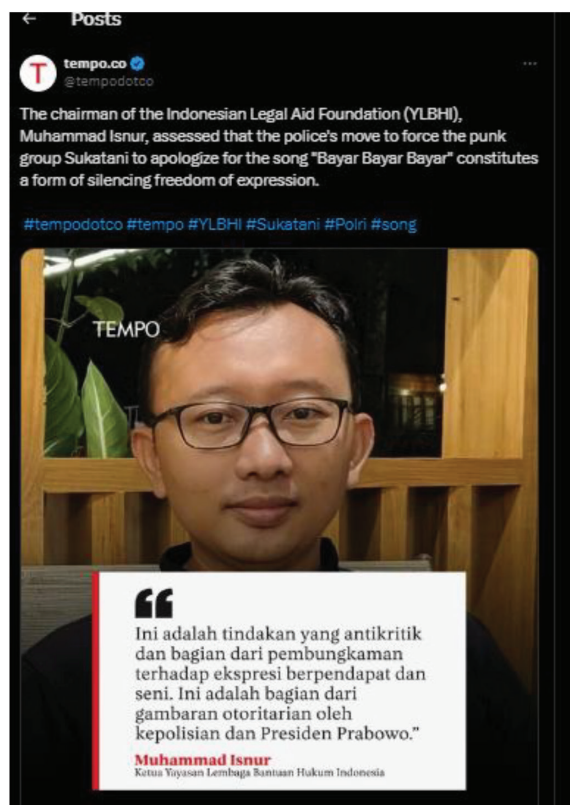 ← Posts
tempo.co
@tempodotco
The chairman of the Indonesian Legal Aid Foundation (YLBHI),
Muhammad Isnur, assessed that the police's move to force the punk
group Sukatani to apologize for the song "Bayar Bayar Bayar" constitutes
a form of silencing freedom of expression.
#tempodotco #tempo #YLBHI #Sukatani #Polri #song
TEMPO
Ini adalah tindakan yang antikritik
dan bagian dari pembungkaman
terhadap ekspresi berpendapat dan
seni. Ini adalah bagian dari
gambaran otoritarian oleh
kepolisian dan Presiden Prabowo.”
Muhammad Isnur
Ketua Yayasan Lembaga Bantuan Hukum Indonesia